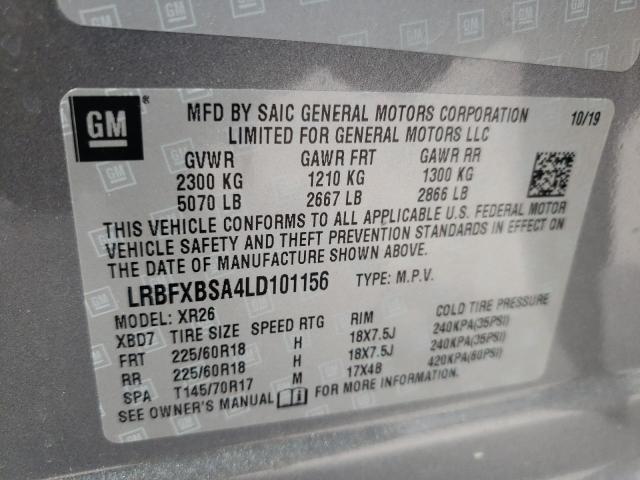 GM
MFD BY SAIC GENERAL MOTORS CORPORATION 10/19
LIMITED FOR GENERAL MOTORS LLC
GVWR GAWR FRT GAWR RR
2300 KG 1210 KG 1300 KG
5070 LB 2667 LB 2866 LB
THIS VEHICLE CONFORMS TO ALL APPLICABLE U.S. FEDERAL MOTOR
VEHICLE SAFETY AND THEFT PREVENTION STANDARDS IN EFFECT ON
THE DATE OF MANUFACTURE SHOWN ABOVE.
LRBFXBSA4LD101156 TYPE: M.P.V.
MODEL: XR26
XBD7 TIRE SIZE SPEED RTG RIM COLD TIRE PRESSURE
FRT 225/60R18 H 18X7.5J 240KPA(35PSI)
RR 225/60R18 H 18X7.5J 240KPA(35PSI)
SPA T145/70R17 M 17X4B 420KPA(60PSI)
SEE OWNER'S MANUAL FOR MORE INFORMATION.